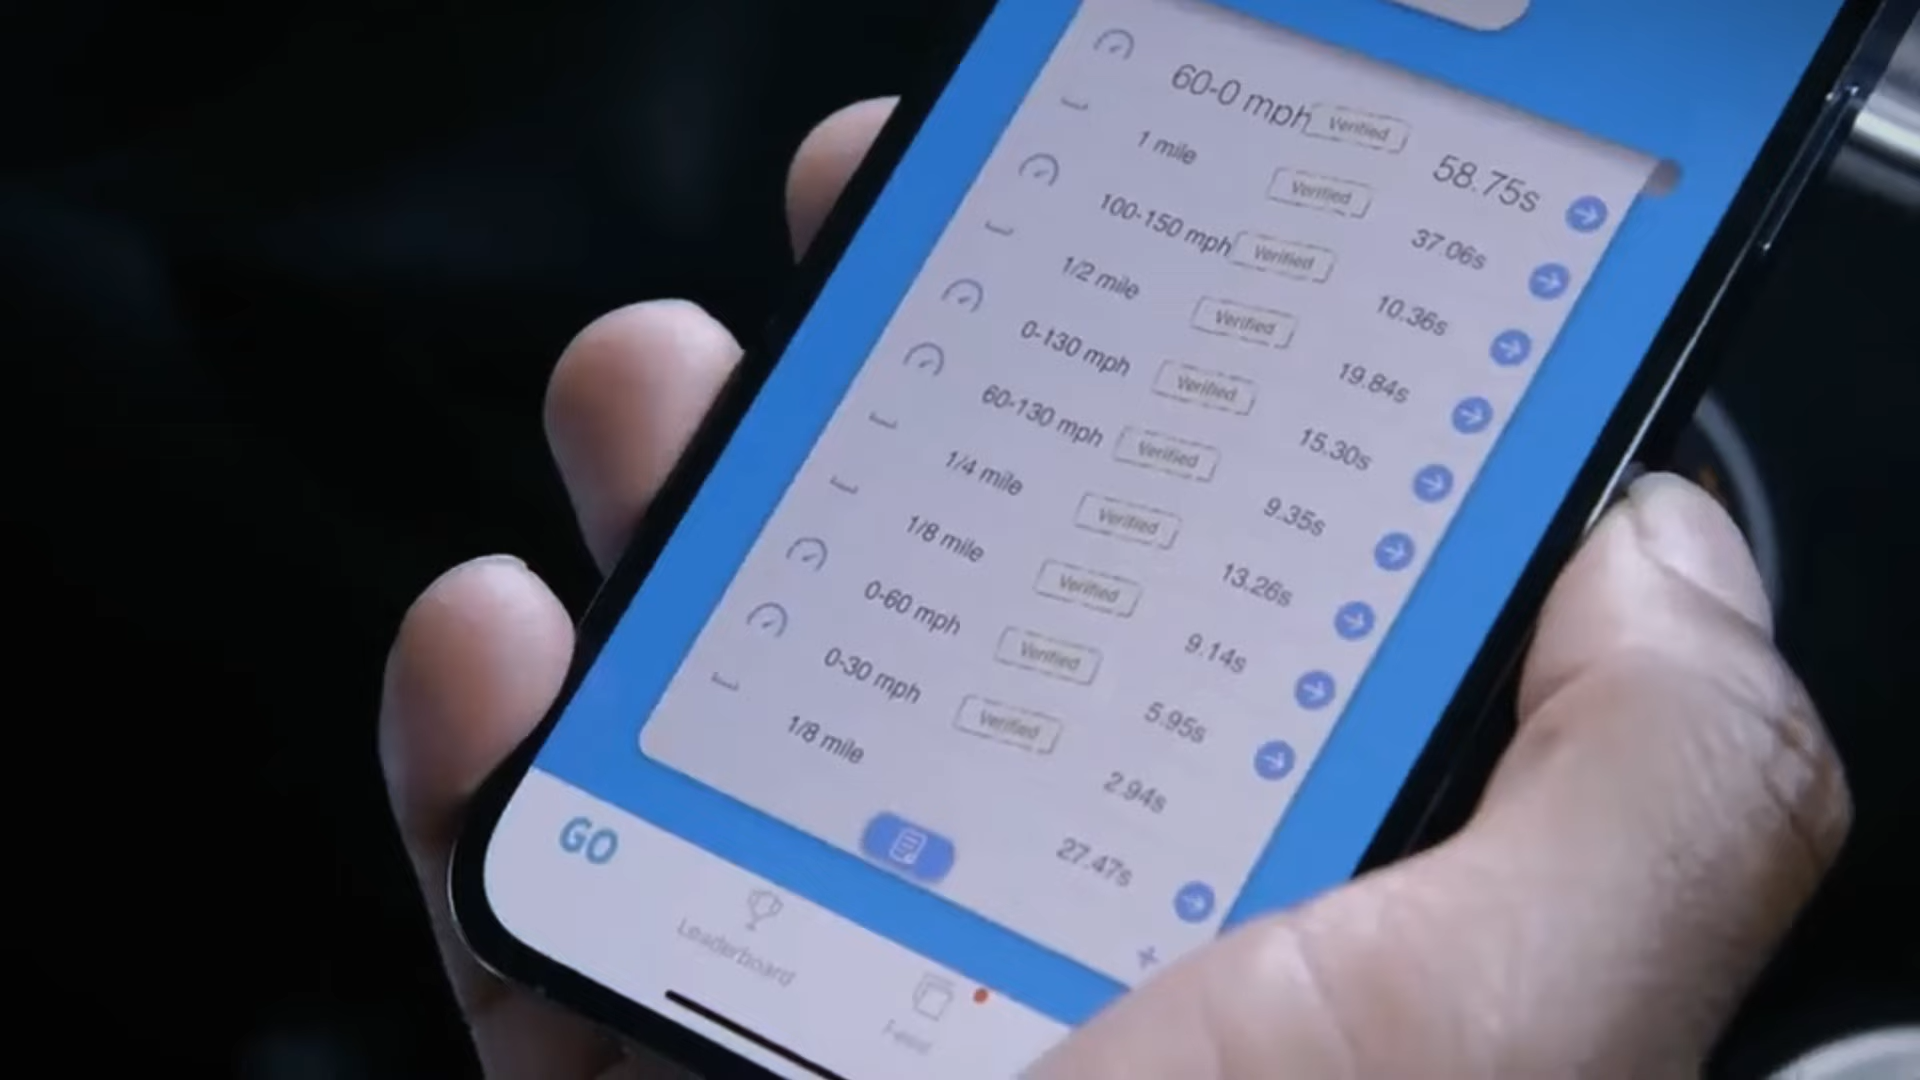 60-0 mph Verified 58.75s
1 mile Verified 37.06s
100-150 mph Verified 10.36s
1/2 mile Verified 19.84s
0-130 mph Verified 15.30s
60-130 mph Verified 9.35s
1/4 mile Verified 13.26s
1/8 mile Verified 9.14s
0-60 mph Verified 5.95s
0-30 mph Verified 2.94s
1/8 mile 27.47s
GO
Leaderboard
Feed